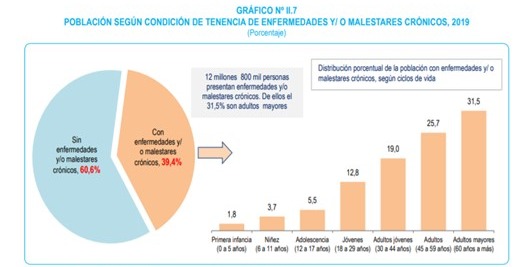 GRÁFICO Nº II.7
POBLACIÓN SEGÚN CONDICIÓN DE TENENCIA DE ENFERMEDADES Y/ O MALESTARES CRÓNICOS, 2019
(Porcentaje)
Sin
enfermedades
y/o malestares
crónicos, 60,6%
Con
enfermedades y/
o malestares
crónicos, 39,4%
12 millones 800 mil personas
presentan enfermedades y/o
malestares crónicos. De ellos el
31,5% son adultos mayores
Distribución porcentual de la población con enfermedades y/ o
malestares crónicos, según ciclos de vida
1,8
3,7
5,5
12,8
19,0
25,7
31,5
Primera infancia
(0 a 5 años)
Niñez
(6 a 11 años)
Adolescencia
(12 a 17 años)
Jóvenes
(18 a 29 años)
Adultos jóvenes
(30 a 44 años)
Adultos
(45 a 59 años)
Adultos mayores
(60 años a más)